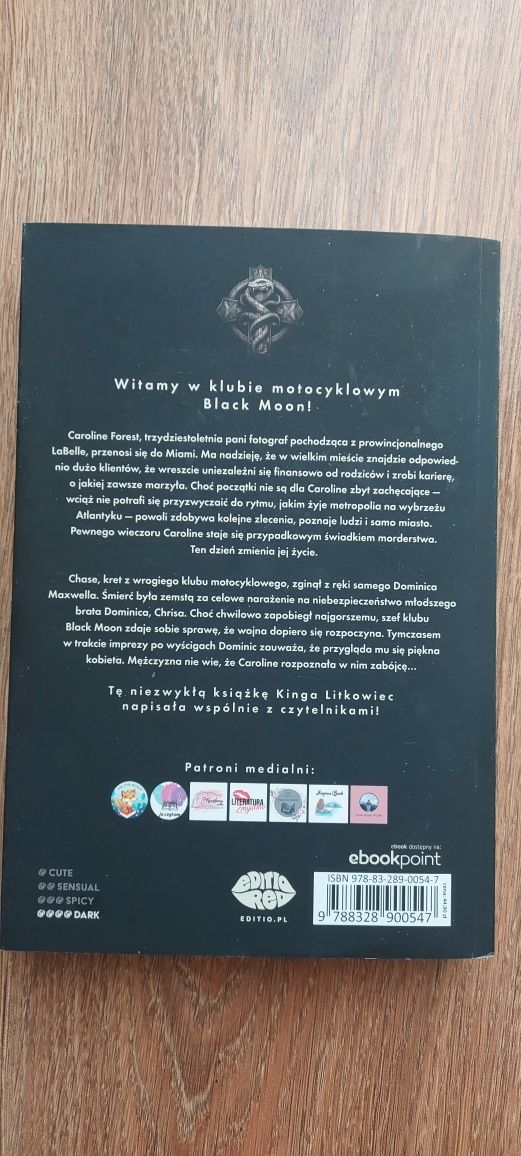 Witamy w klubie motocyklowym
Black Moon!
Caroline Forest, trzydziestoletnia pani fotograf pochodząca z prowincjonalnego
LaBelle, przenosi się do Miami. Ma nadzieję, że w wielkim mieście znajdzie odpowied-
nio dużo klientów, że wreszcie uniezależni się finansowo od rodziców i zrobi karierę,
o jakiej zawsze marzyła. Choć początki nie są dla Caroline zbyt zachęcające —
wciąż nie potrafi się przyzwyczaić do rytmu, jakim żyje metropolia na wybrzeżu
Atlantyku — powoli zdobywa kolejne zlecenia, poznaje ludzi i samo miasto.
Pewnego wieczoru Caroline staje się przypadkowym świadkiem morderstwa.
Ten dzień zmienia jej życie.
Chase, kret z wrogiego klubu motocyklowego, zginął z ręki samego Dominica
Maxwella. Śmierć była zemstą za celowe narażenie na niebezpieczeństwo młodszego
brata Dominica, Chrisa. Choć chwilowo zapobiegł najgorszemu, szef klubu
Black Moon zdaje sobie sprawę, że wojna dopiero się rozpoczyna. Tymczasem
w trakcie imprezy po wyścigach Dominic zauważa, że przygląda mu się piękna
kobieta. Mężczyzna nie wie, że Caroline rozpoznała w nim zabójcę...
Tę niezwykłą książkę Kinga Litkowiec
napisała wspólnie z czytelnikami!
Patroni medialni:
LITERATURA
Zmysłów
ebook dostępny na:
ebookpoint
CUTE
SENSUAL
SPICY
DARK
EDITIO
RED
EDITIO.PL
ISBN 978-83-289-0054-7
9 788328 900547
cena: 44,90 zł